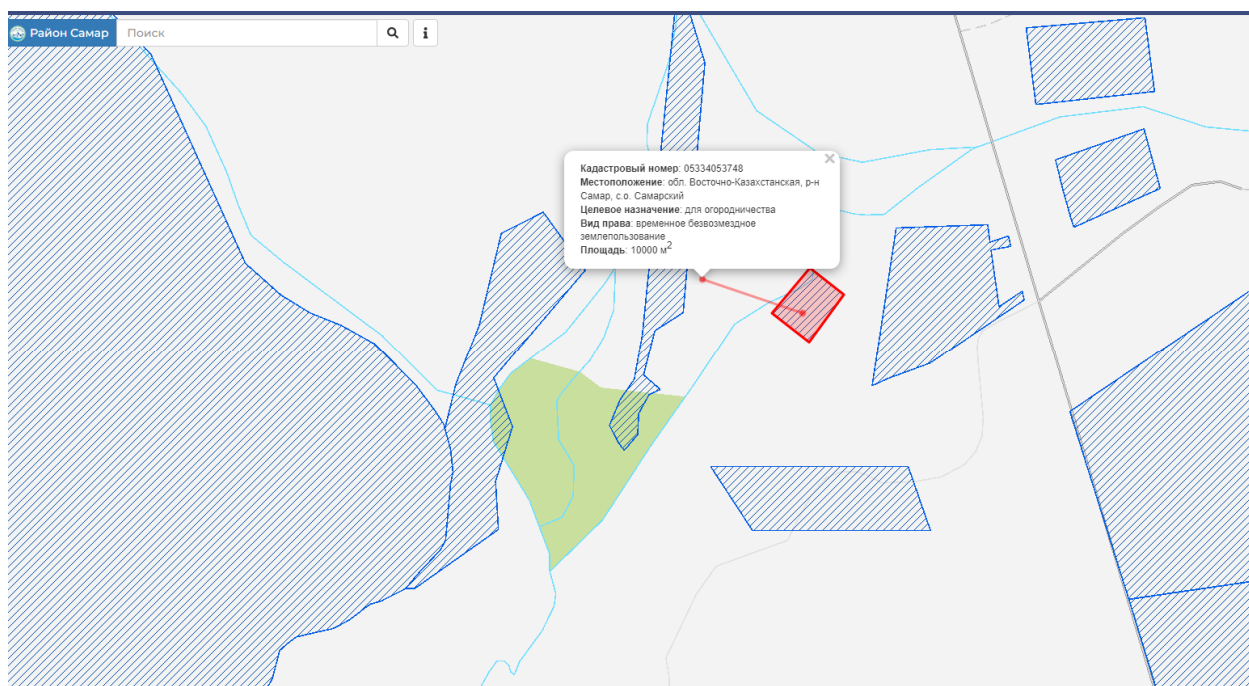 Район Самар
Поиск
i
×
Кадастровый номер: 05334053748
Местоположение: обл. Восточно-Казахстанская, р-н
Самар, с.о. Самарский
Целевое назначение: для огородничества
Вид права: временное безвозмездное
землепользование
Площадь: 10000 м²